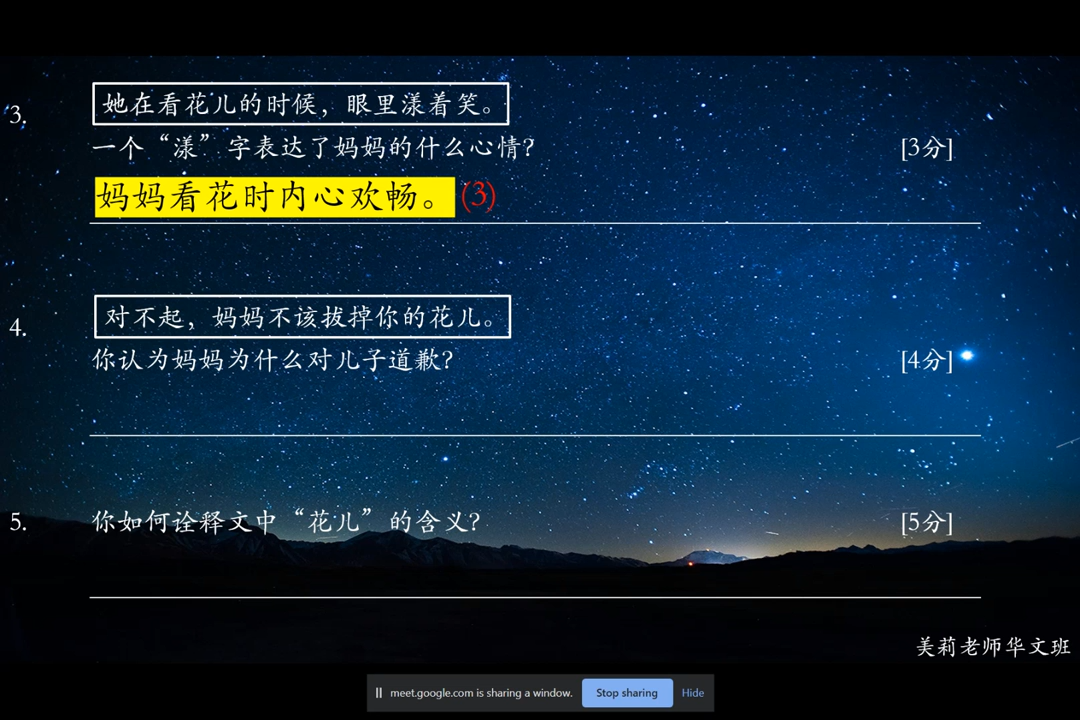 3.
她在看花儿的时候，眼里漾着笑。
一个“漾”字表达了妈妈的什么心情？ [3分]
妈妈看花时内心欢畅。(3)
4.
对不起，妈妈不该拔掉你的花儿。
你认为妈妈为什么对儿子道歉？ [4分]
5. 你如何诠释文中“花儿”的含义？ [5分]
美莉老师华文班
meet.google.com is sharing a window. Stop sharing Hide